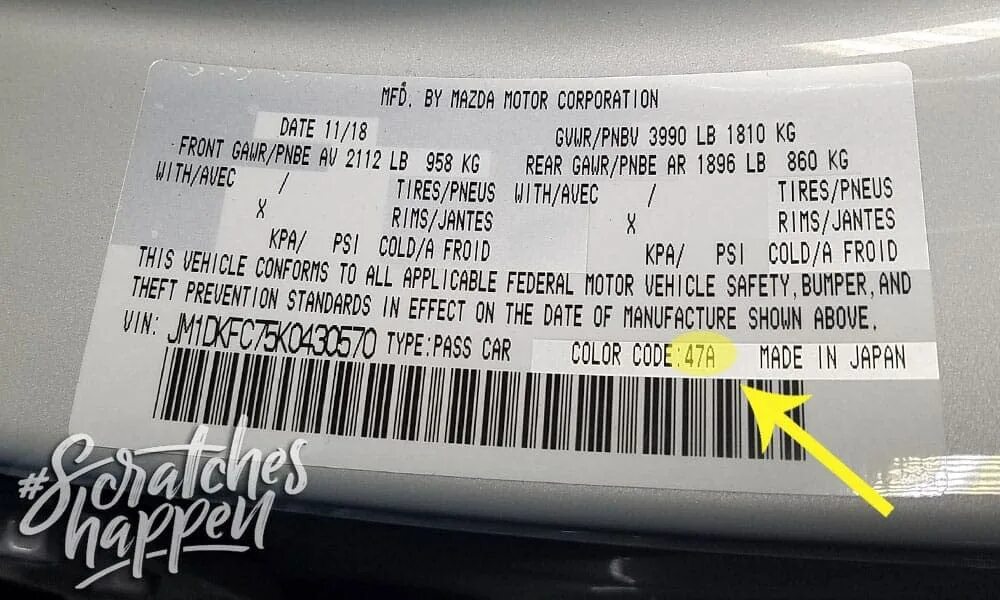 MFD. BY MAZDA MOTOR CORPORATION
DATE 11/18 GVWR/PNBV 3990 LB 1810 KG
FRONT GAWR/PNBE AV 2112 LB 958 KG REAR GAWR/PNBE AR 1896 LB 860 KG
WITH/AVEC / TIRES/PNEUS WITH/AVEC / TIRES/PNEUS
X RIMS/JANTES X RIMS/JANTES
KPA/ PSI COLD/A FROID KPA/ PSI COLD/A FROID
THIS VEHICLE CONFORMS TO ALL APPLICABLE FEDERAL MOTOR VEHICLE SAFETY, BUMPER, AND
THEFT PREVENTION STANDARDS IN EFFECT ON THE DATE OF MANUFACTURE SHOWN ABOVE.
VIN: JM1DKFC75K0430570 TYPE:PASS CAR COLOR CODE:47A MADE IN JAPAN
#Scratches
happen